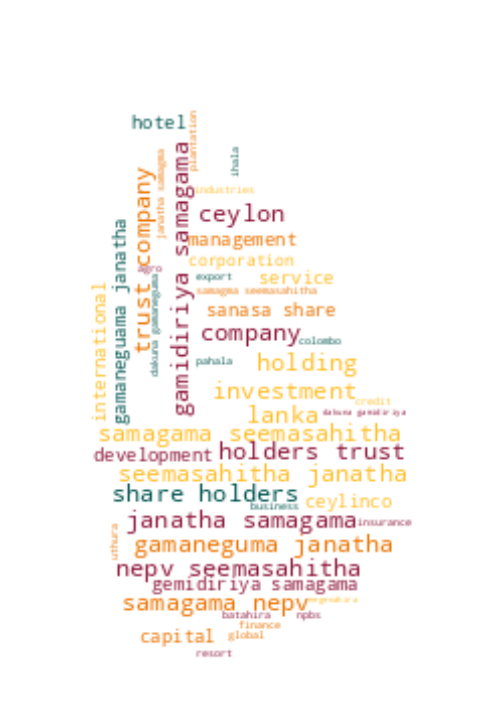 hotel
plantation
ihala
janatha samagma
gamidiriya samagama
trust company
industries
ceylon
gamaneguama janatha
management
corporation
agro
export
service
dakuna gamaneguma
international
samagma seemasahitha
sanasa share
company
colombo
pahala
holding
investment
credit
lanka
dakuna gamidiriya
samagama seemasahitha
development
holders trust
seemasahitha janatha
share holders
ceylinco
business
janatha samagama
insurance
uthura
gamaneguma janatha
nepv seemasahitha
gemidiriya samagama
samagama nepv
batahira
npbs
finance
capital
global
resort